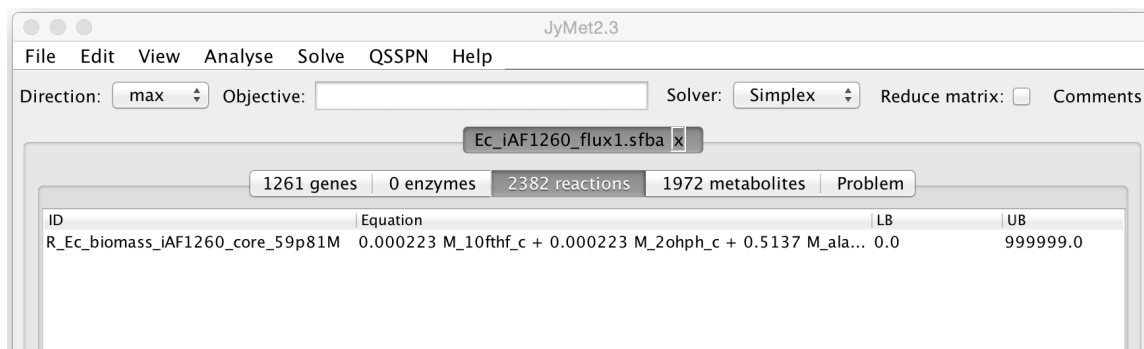 JyMet2.3
File Edit View Analyse Solve QSSPN Help
Direction: max Objective: Solver: Simplex Reduce matrix: Comments
Ec_iAF1260_flux1.sfba x
1261 genes 0 enzymes 2382 reactions 1972 metabolites Problem
ID Equation LB UB
R_Ec_biomass_iAF1260_core_59p81M 0.000223 M_10fthf_c + 0.000223 M_2ohph_c + 0.5137 M_ala... 0.0 999999.0